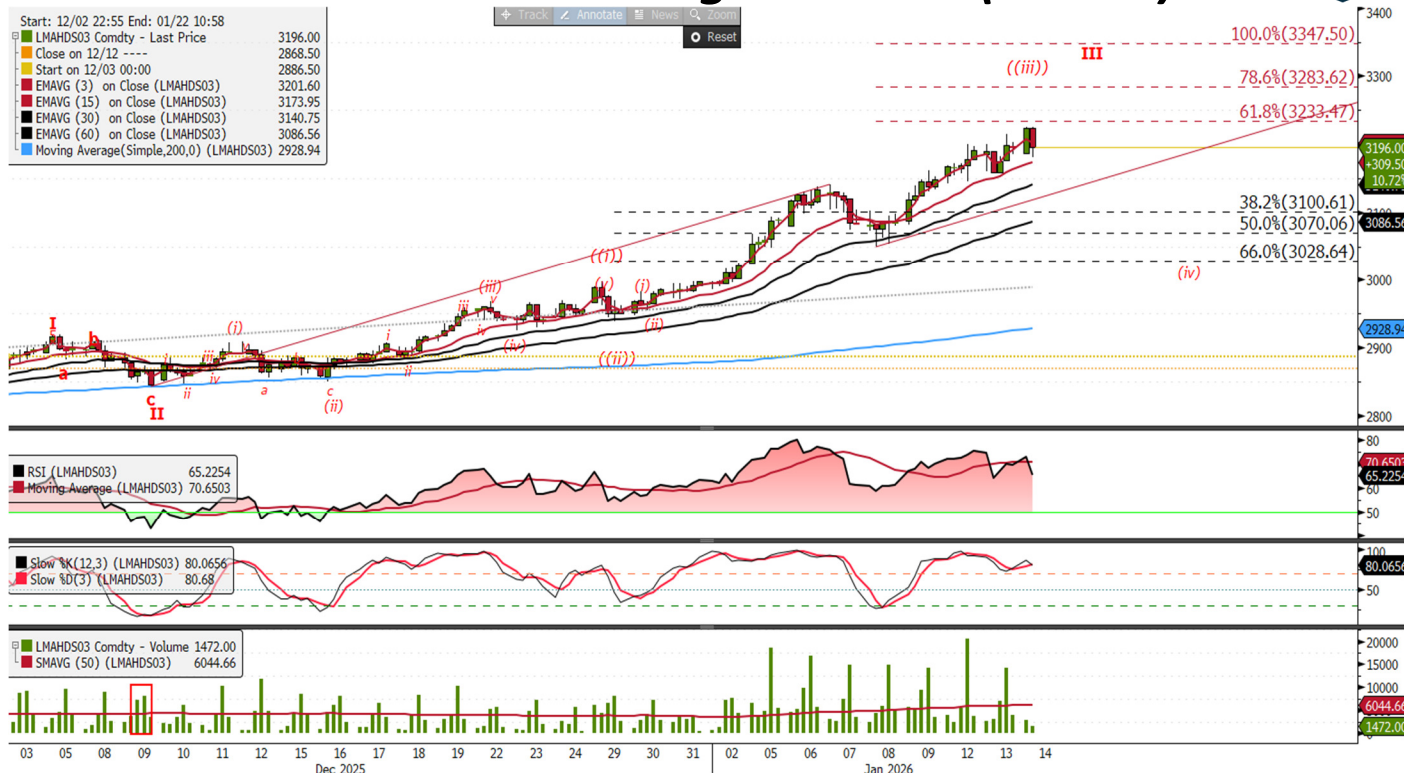 Track Annotate News Zoom
Reset
Start: 12/02 22:55 End: 01/22 10:58
LMAHDS03 Comdty - Last Price 3196.00
Close on 12/12 ---- 2868.50
Start on 12/03 00:00 2886.50
EMAVG (3) on Close (LMAHDS03) 3201.60
EMAVG (15) on Close (LMAHDS03) 3173.95
EMAVG (30) on Close (LMAHDS03) 3140.75
EMAVG (60) on Close (LMAHDS03) 3086.56
Moving Average(Simple,200,0) (LMAHDS03) 2928.94
3400
100.0%(3347.50)
III
((iii))
3300
78.6%(3283.62)
61.8%(3233.47)
3196.00
+309.50
10.72%
38.2%(3100.61)
3086.56
50.0%(3070.06)
66.0%(3028.64)
(iv)
3000
2928.94
2900
2800
((i))
(iii)
v
(v)
(i)
iii
iv
(ii)
(iv)
((ii))
I
b
(i)
i
a
i
iii
v
b
ii
iv
a
c
ii
c
(ii)
II
RSI (LMAHDS03) 65.2254
Moving Average (LMAHDS03) 70.6503
80
70.6503
65.2254
60
50
Slow %K(12,3) (LMAHDS03) 80.0656
Slow %D(3) (LMAHDS03) 80.68
100
80.0656
50
LMAHDS03 Comdty - Volume 1472.00
SMAVG (50) (LMAHDS03) 6044.66
20000
15000
10000
6044.66
1472.00
03 05 08 09 10 11 12 15 16 17 18 19 22 23 24 29 30 31 02 05 06 07 08 09 12 13 14
Dec 2025 Jan 2026